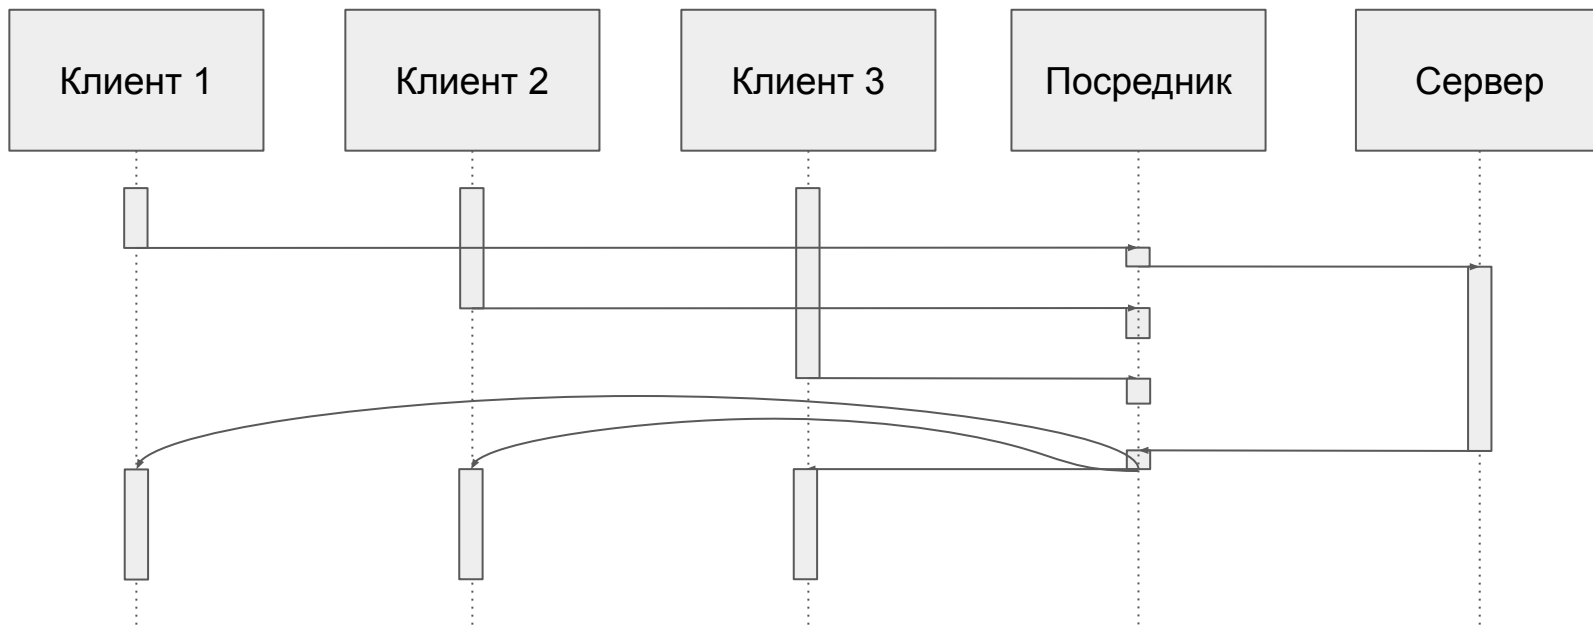 Клиент 1
Клиент 2
Клиент 3
Посредник
Сервер